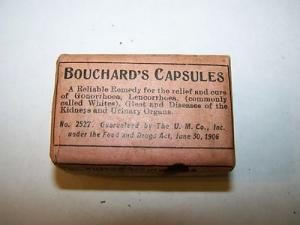 BOUCHARD'S CAPSULES
A Reliable Remedy for the relief and cure
of Gonorrhoea, Leucorrhoea, (commonly
called Whites), Gleet and Diseases of the
Kidneys and Urinary Organs.
No. 2527. Guaranteed by The U. M. Co., Inc.
under the Food and Drugs Act, June 30, 1906